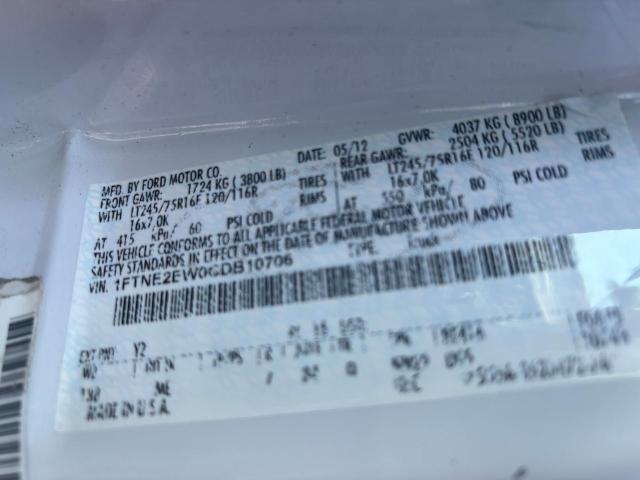 MFD. BY FORD MOTOR CO. DATE: 05/12 GVWR: 4037 KG ( 8900 LB)
FRONT GAWR: 1724 KG ( 3800 LB) REAR GAWR: 2504 KG ( 5520 LB)
WITH LT245/75R16E 120/116R TIRES WITH LT245/75R16E 120/116R TIRES
16x7.0K RIMS 16x7.0K RIMS
AT 415 kPa/ 60 PSI COLD AT 550 kPa/ 80 PSI COLD
THIS VEHICLE CONFORMS TO ALL APPLICABLE FEDERAL MOTOR VEHICLE
SAFETY STANDARDS IN EFFECT ON THE DATE OF MANUFACTURE SHOWN ABOVE
VIN: 1FTNE2EW0CDB10706 TYPE:
EXT PNT: YZ
MADE IN U.S.A.